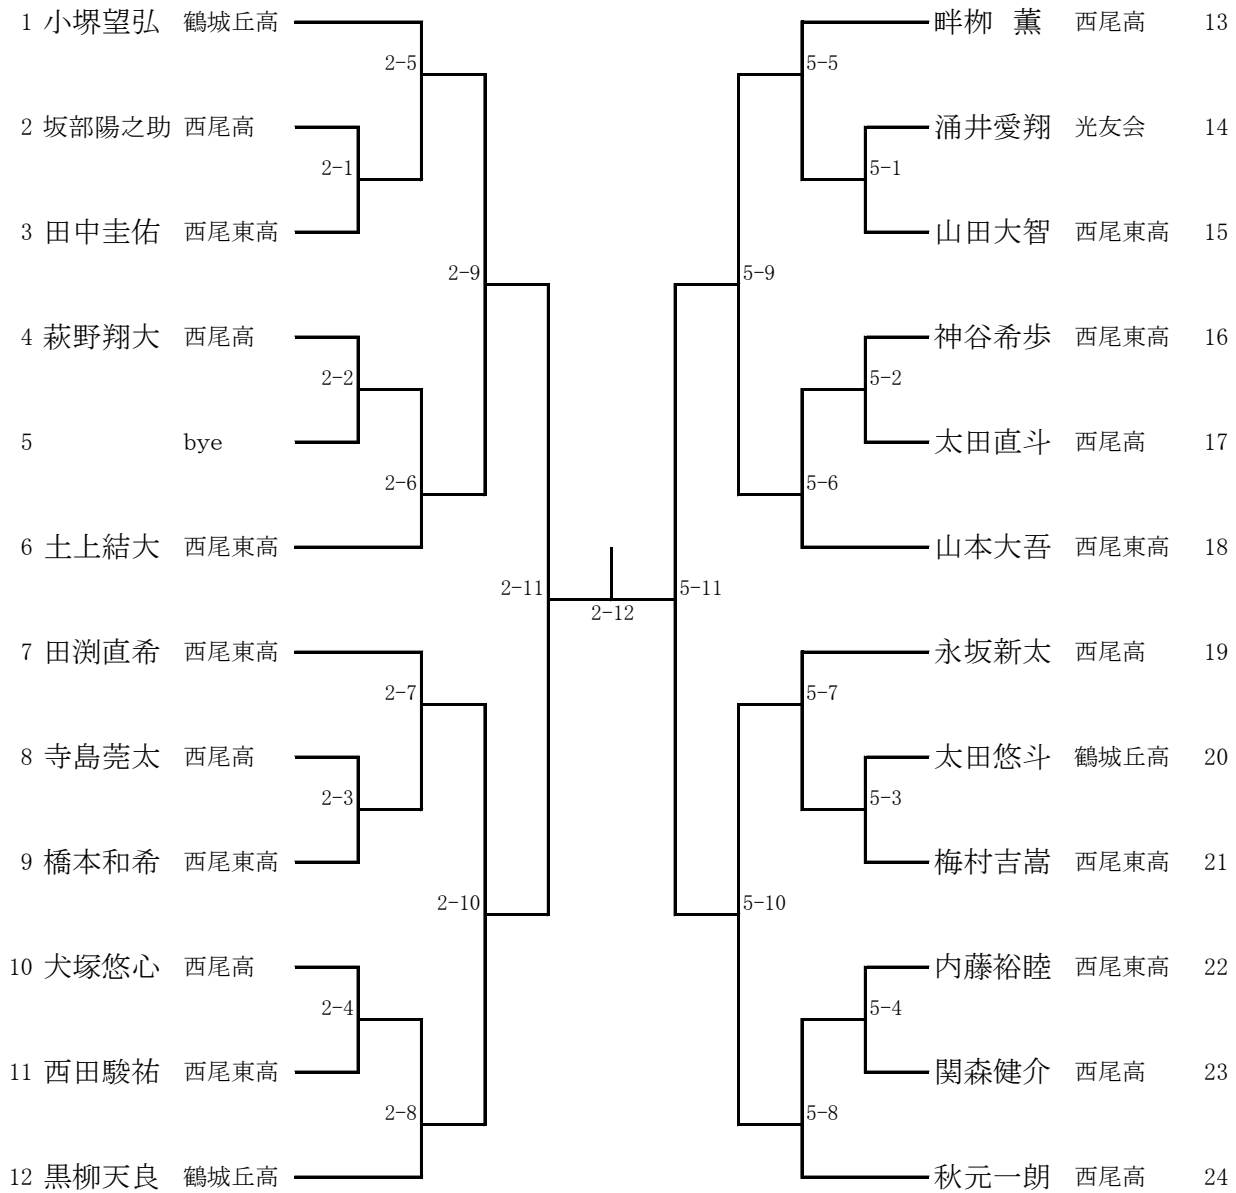 1 小堺望弘 鶴城丘高
2-5
2 坂部陽之助 西尾高
2-1
3 田中圭佑 西尾東高
2-9
4 萩野翔大 西尾高
2-2
5 bye
2-6
6 土上結大 西尾東高
2-11
7 田渕直希 西尾東高
2-7
8 寺島莞太 西尾高
2-3
9 橋本和希 西尾東高
2-10
10 犬塚悠心 西尾高
2-4
11 西田駿祐 西尾東高
2-8
12 黒柳天良 鶴城丘高
2-12
畔柳 薫 西尾高 13
5-5
涌井愛翔 光友会 14
5-1
山田大智 西尾東高 15
5-9
神谷希歩 西尾東高 16
5-2
太田直斗 西尾高 17
5-6
山本大吾 西尾東高 18
5-11
永坂新太 西尾高 19
5-7
太田悠斗 鶴城丘高 20
5-3
梅村吉嵩 西尾東高 21
5-10
内藤裕睦 西尾東高 22
5-4
関森健介 西尾高 23
5-8
秋元一朗 西尾高 24